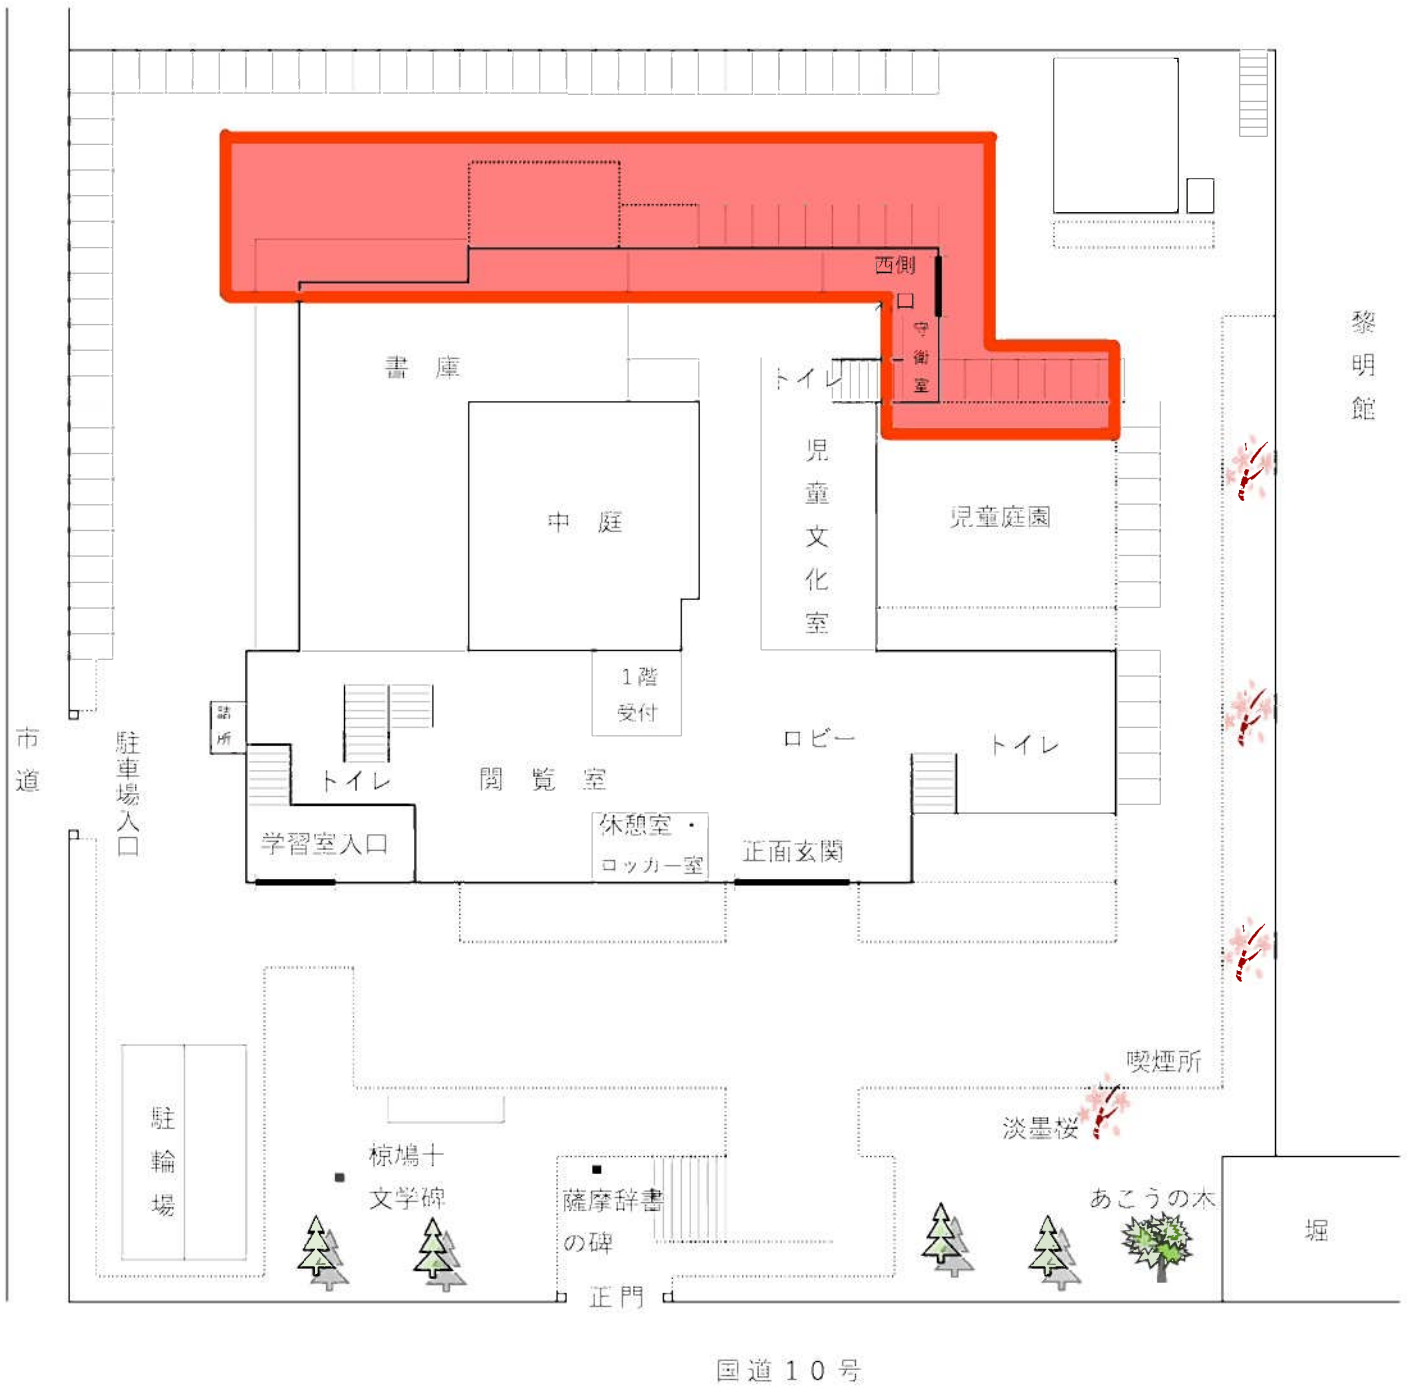 西側
口
守衛室
黎明館
書庫
トイレ
児童文化室
中庭
児童庭園
1階
受付
詰所
市道
駐車場入口
ロビー
トイレ
トイレ
閲覧室
学習室入口
休憩室・
ロッカー室
正面玄関
喫煙所
淡墨桜
駐輪場
椋鳩十
文学碑
薩摩辞書
の碑
あこうの木
堀
正門
国道10号